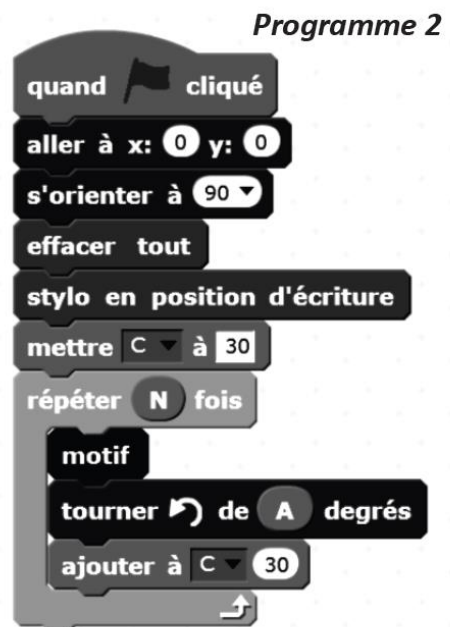 Programme 2
quand cliqué
aller à x: 0 y: 0
s'orienter à 90
effacer tout
stylo en position d'écriture
mettre C à 30
répéter N fois
motif
tourner de A degrés
ajouter à C 30